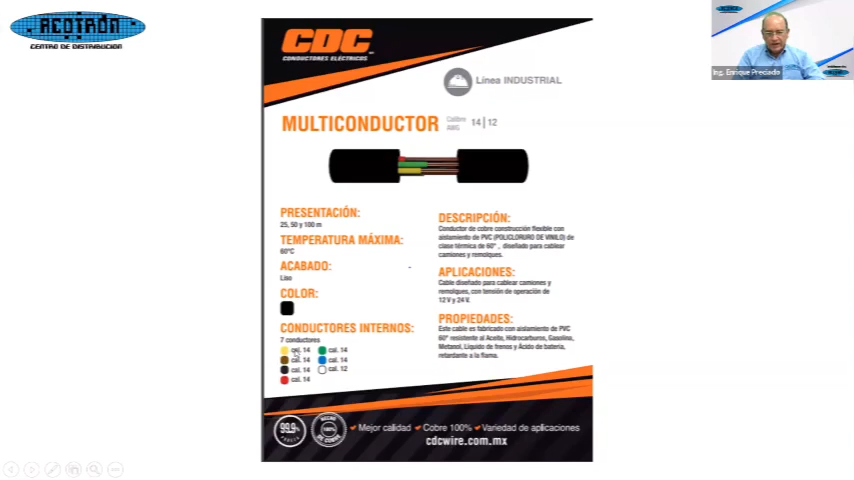 ACOTRÓN
CENTRO DE DISTRIBUCIÓN
Ing. Enrique Preciado
CDC
CONDUCTORES ELÉCTRICOS
Línea INDUSTRIAL
MULTICONDUCTOR
Calibre
AWG
14 | 12
PRESENTACIÓN:
25, 50 y 100 m
TEMPERATURA MÁXIMA:
60°C
ACABADO:
Liso
COLOR:
CONDUCTORES INTERNOS:
7 conductores
cal. 14
cal. 14
cal. 14
cal. 14
cal. 14
cal. 14
cal. 12
DESCRIPCIÓN:
Conductor de cobre construcción flexible con
aislamiento de PVC (POLICLORURO DE VINILO) de
clase térmica de 60° , diseñado para cablear
camiones y remolques.
APLICACIONES:
Cable diseñado para cablear camiones y
remolques, con tensión de operación de
12 V y 24 V.
PROPIEDADES:
Este cable es fabricado con aislamiento de PVC
60° resistente al Aceite, Hidrocarburos, Gasolina,
Metanol, Líquido de frenos y Ácido de batería,
retardante a la flama.
99.9%
PUREZA
HECHO
100%
DE COBRE
Mejor calidad
Cobre 100%
Variedad de aplicaciones
cdcwire.com.mx